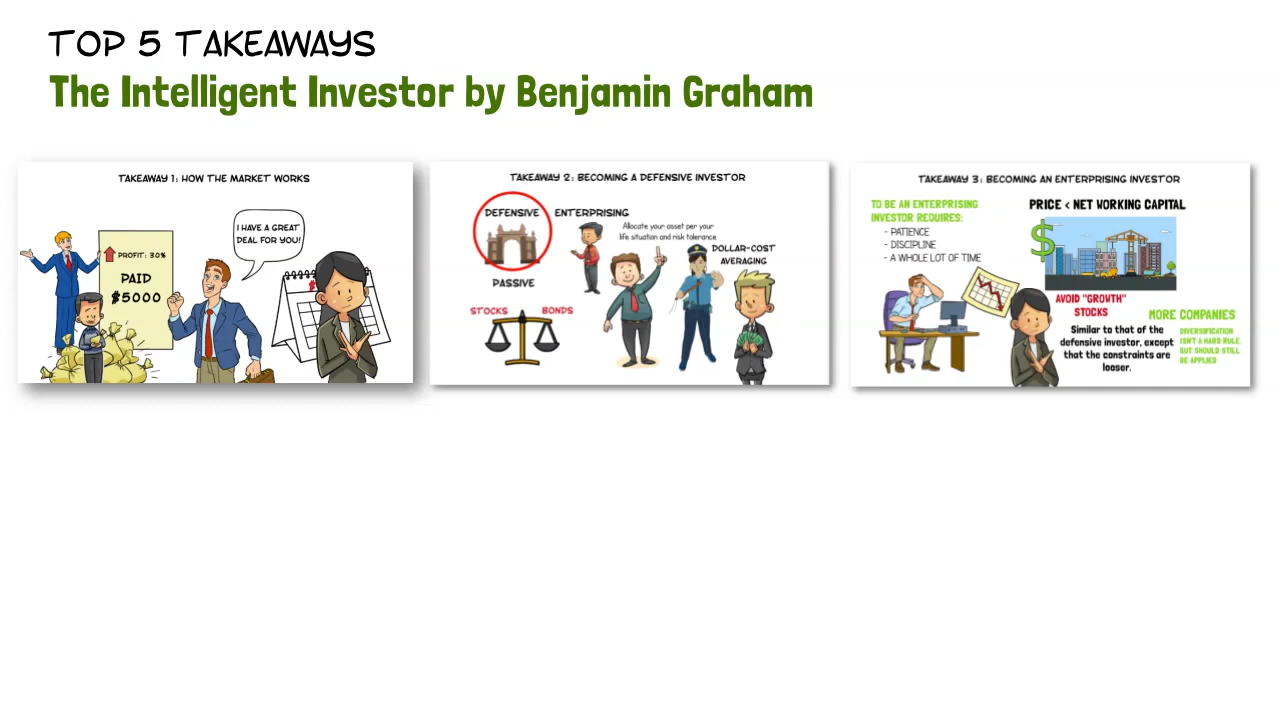 TOP 5 TAKEAWAYS
The Intelligent Investor by Benjamin Graham
TAKEAWAY 1: HOW THE MARKET WORKS
I HAVE A GREAT
DEAL FOR YOU!
PROFIT: 30%
PAID
$5000
TAKEAWAY 2: BECOMING A DEFENSIVE INVESTOR
DEFENSIVE
ENTERPRISING
Allocate your asset per your
life situation and risk tolerance
DOLLAR-COST
AVERAGING
PASSIVE
STOCKS
BONDS
TAKEAWAY 3: BECOMING AN ENTERPRISING INVESTOR
TO BE AN ENTERPRISING
INVESTOR REQUIRES:
- PATIENCE
- DISCIPLINE
- A WHOLE LOT OF TIME
PRICE < NET WORKING CAPITAL
$
AVOID "GROWTH"
STOCKS
Similar to that of the
defensive investor, except
that the constraints are
looser.
MORE COMPANIES
DIVERSIFICATION
ISN'T A HARD RULE,
BUT SHOULD STILL
BE APPLIED